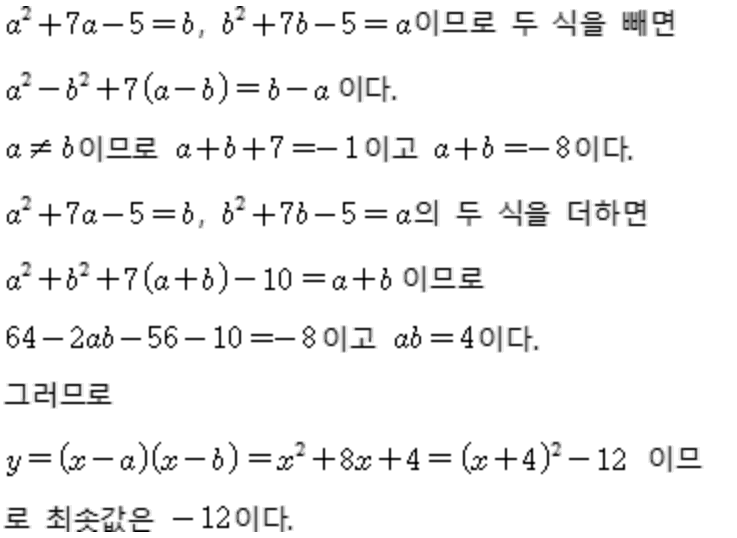 a²+7a−5=b, b²+7b−5=a이므로 두 식을 빼면
a²−b²+7(a−b)=b−a 이다.
a≠b이므로 a+b+7=−1이고 a+b=−8이다.
a²+7a−5=b, b²+7b−5=a의 두 식을 더하면
a²+b²+7(a+b)−10=a+b 이므로
64−2ab−56−10=−8이고 ab=4이다.
그러므로
y=(x−a)(x−b)=x²+8x+4=(x+4)²−12 이므
로 최솟값은 −12이다.